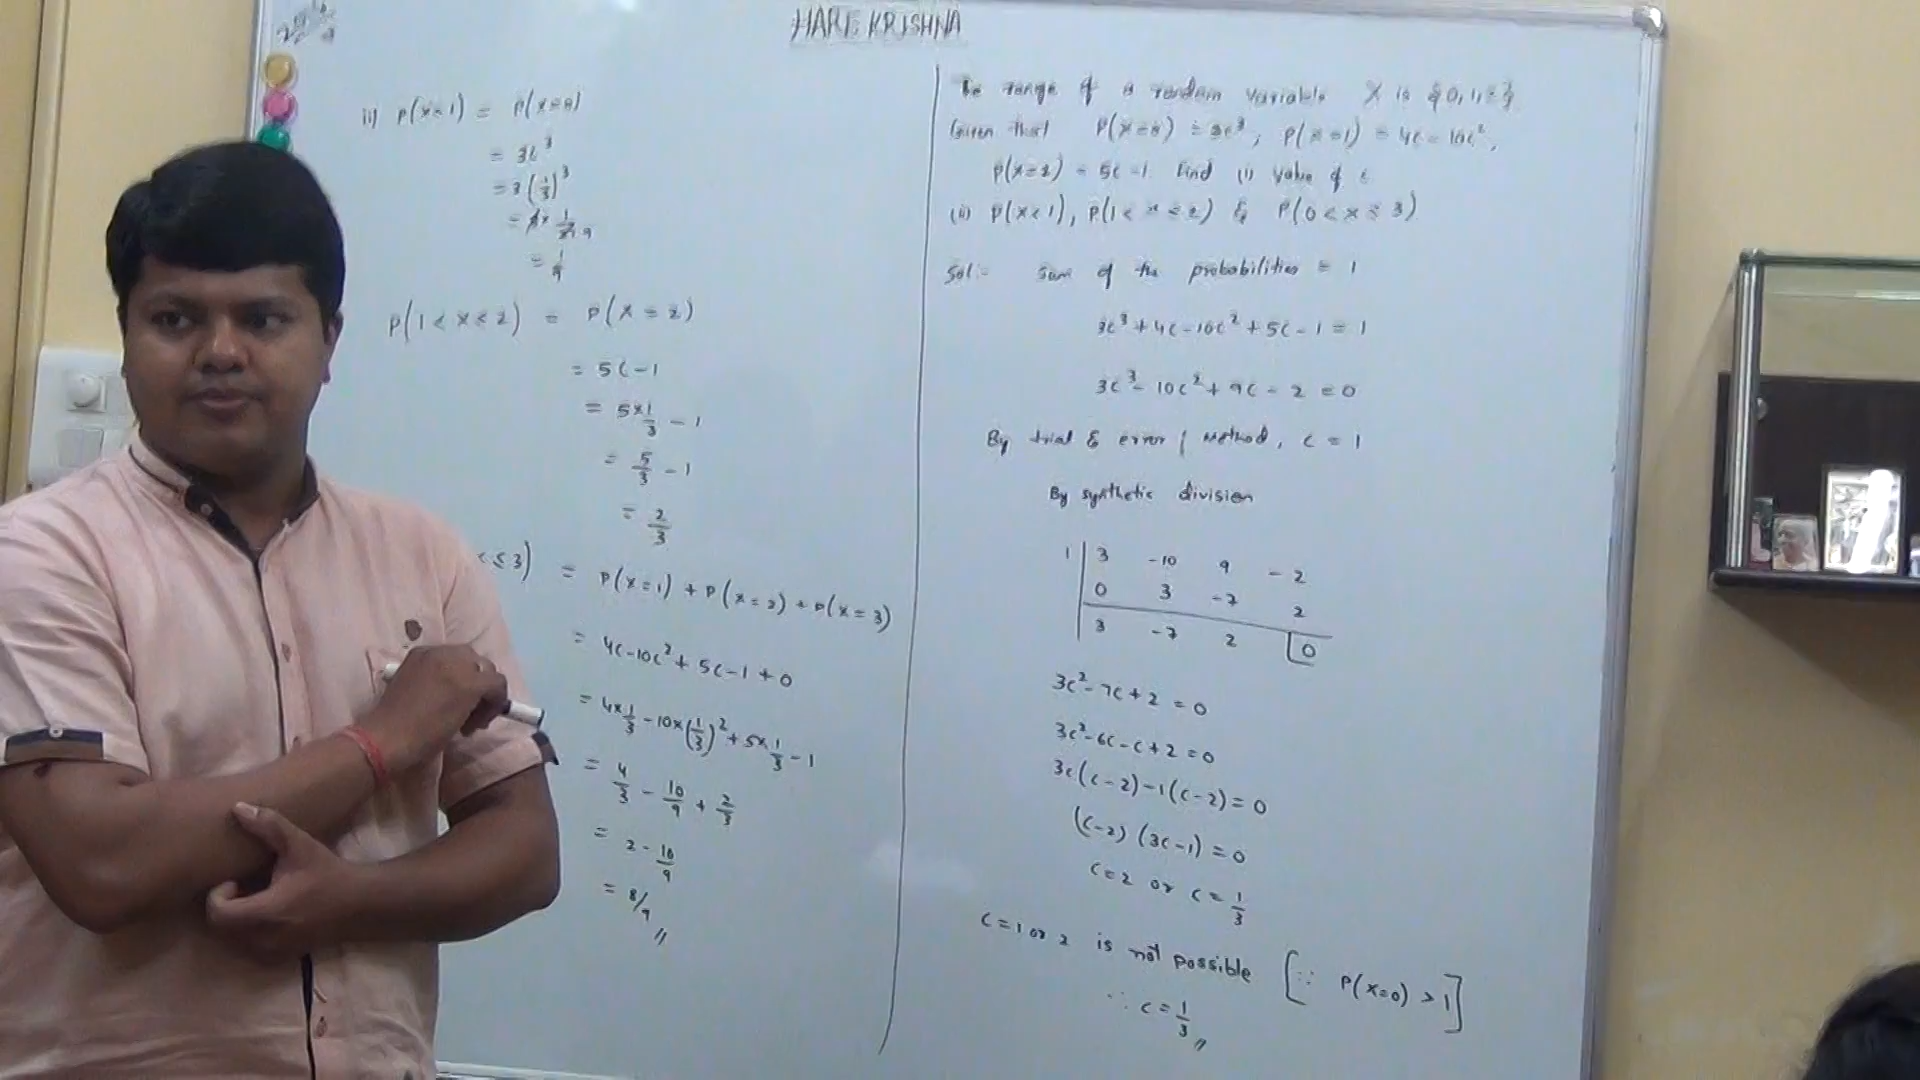 HARE KRISHNA
ii) P(X<1) = P(X=0)
= 3c³
= 3(1/3)³
= 3 × 1/27 9
= 1/9
P(1<X≤2) = P(X=2)
= 5c-1
= 5×1/3 - 1
= 5/3 - 1
= 2/3
≤3) = P(X=1) + P(X=2) + P(X=3)
= 4c-10c² + 5c-1 + 0
= 4×1/3 - 10×(1/3)² + 5×1/3 - 1
= 4/3 - 10/9 + 2/3
= 2 - 10/9
= 8/9 //
The range of a random variable X is {0,1,2}
Given that P(X=0) = 3c³, P(X=1) = 4c-10c²,
P(X=2) = 5c-1. Find (i) value of c
(ii) P(X<1), P(1<X≤2) & P(0<X≤3)
Sol:- Sum of the probabilities = 1
3c³ + 4c-10c² + 5c-1 = 1
3c³ - 10c² + 9c - 2 = 0
By trial & error method, c = 1
By synthetic division
1 | 3 -10 9 -2
0 3 -7 2
3 -7 2 0
3c²-7c+2 = 0
3c²-6c-c+2=0
3c(c-2)-1(c-2)=0
(c-2) (3c-1) = 0
c=2 or c = 1/3
c=1 or 2 is not possible [∵ P(X=0) > 1]
∴ c = 1/3 //